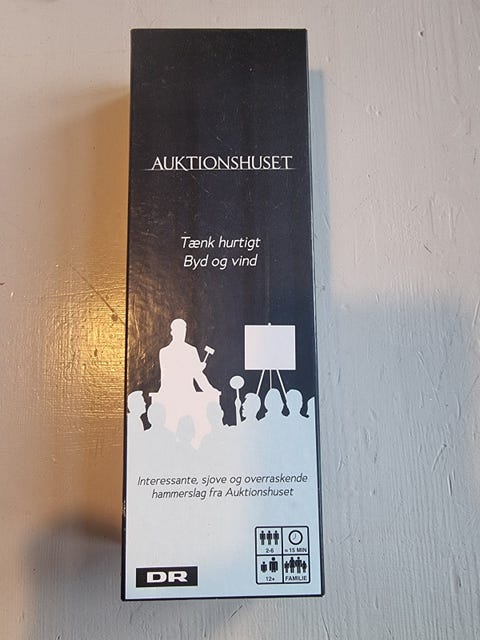 AUKTIONSHUSET
Tænk hurtigt
Byd og vind
Interessante, sjove og overraskende
hammerslag fra Auktionshuset
2-6
≈15 MIN
12+
FAMILIE
DR